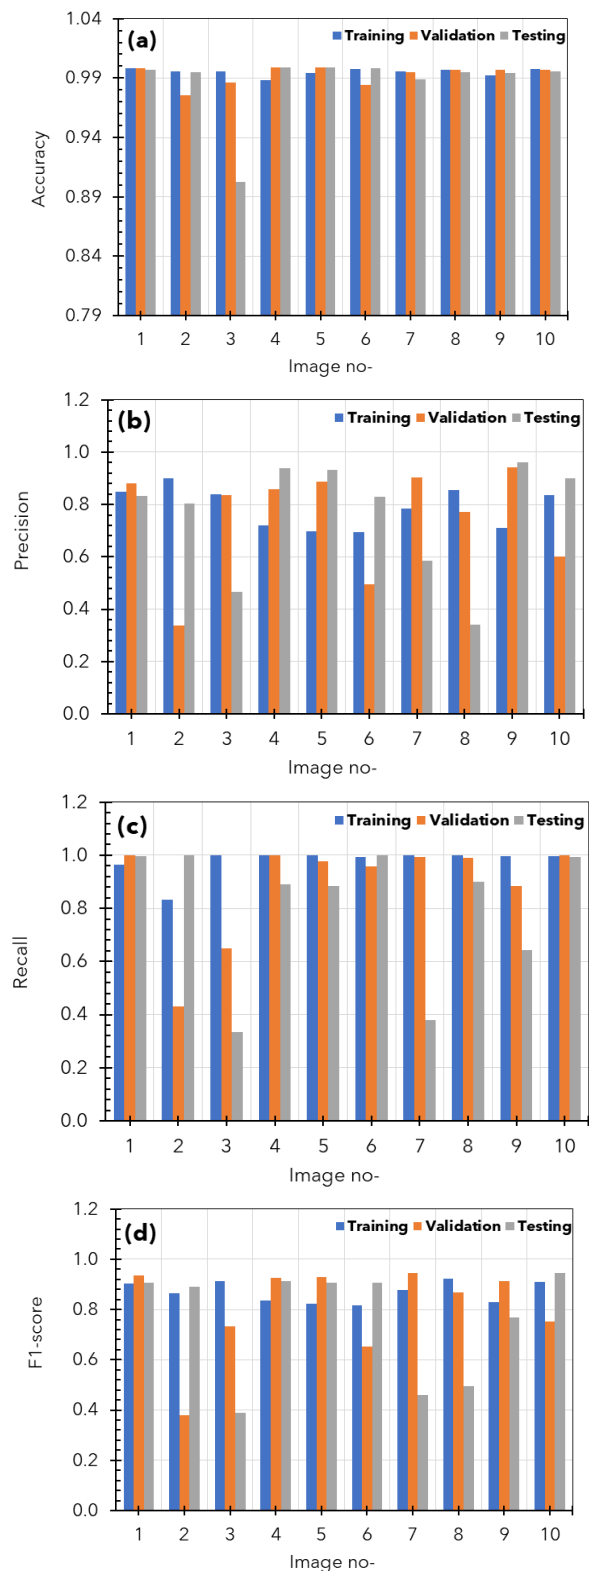 1.04
(a)
Training Validation Testing
0.99
0.94
0.89
0.84
0.79
Accuracy
1 2 3 4 5 6 7 8 9 10
Image no-
1.2
(b)
Training Validation Testing
1.0
0.8
0.6
0.4
0.2
0.0
Precision
1 2 3 4 5 6 7 8 9 10
Image no-
1.2
(c)
Training Validation Testing
1.0
0.8
0.6
0.4
0.2
0.0
Recall
1 2 3 4 5 6 7 8 9 10
Image no-
1.2
(d)
Training Validation Testing
1.0
0.8
0.6
0.4
0.2
0.0
F1-score
1 2 3 4 5 6 7 8 9 10
Image no-